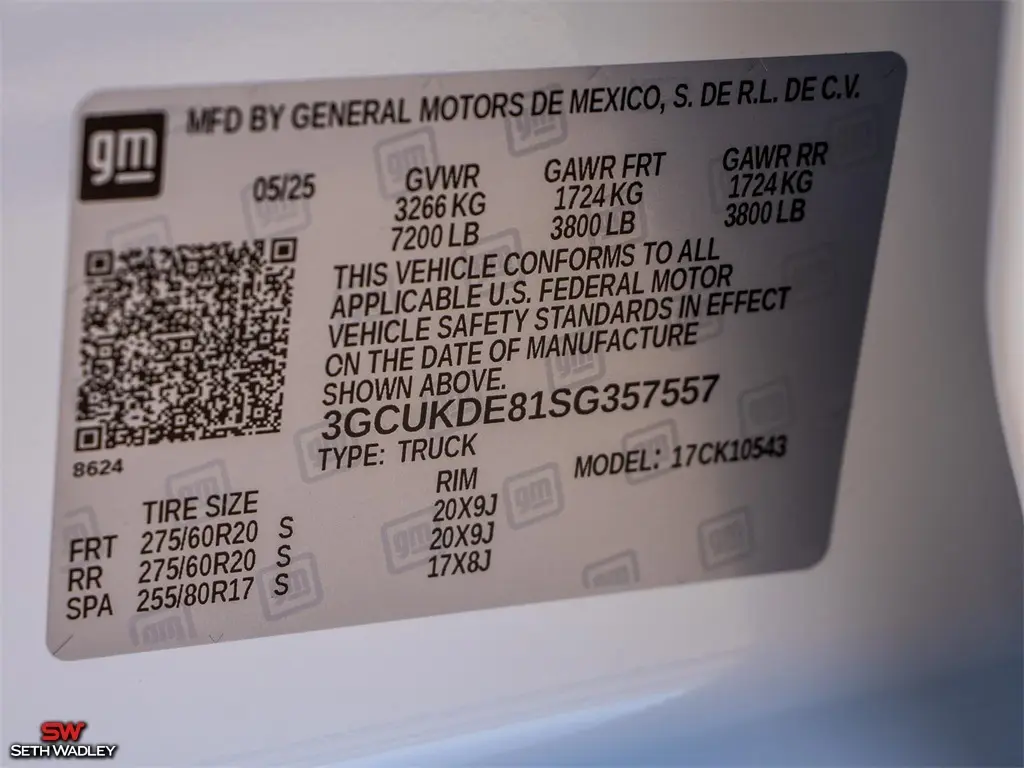 gm
MFD BY GENERAL MOTORS DE MEXICO, S. DE R.L. DE C.V.
05/25
GVWR
3266 KG
7200 LB
GAWR FRT
1724 KG
3800 LB
GAWR RR
1724 KG
3800 LB
THIS VEHICLE CONFORMS TO ALL
APPLICABLE U.S. FEDERAL MOTOR
VEHICLE SAFETY STANDARDS IN EFFECT
ON THE DATE OF MANUFACTURE
SHOWN ABOVE.
3GCUKDE81SG357557
8624
TYPE: TRUCK
MODEL: 17CK10543
TIRE SIZE RIM
FRT 275/60R20 S 20X9J
RR 275/60R20 S 20X9J
SPA 255/80R17 S 17X8J
SW
SETH WADLEY